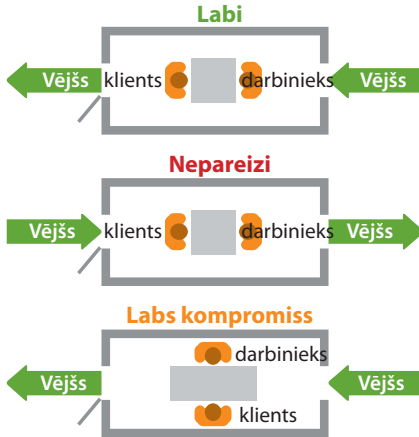 Labi
Vējšs klients darbinieks Vējšs
Nepareizi
Vējšs klients darbinieks Vējšs
Labs kompromiss
darbinieks
Vējšs Vējšs
klients